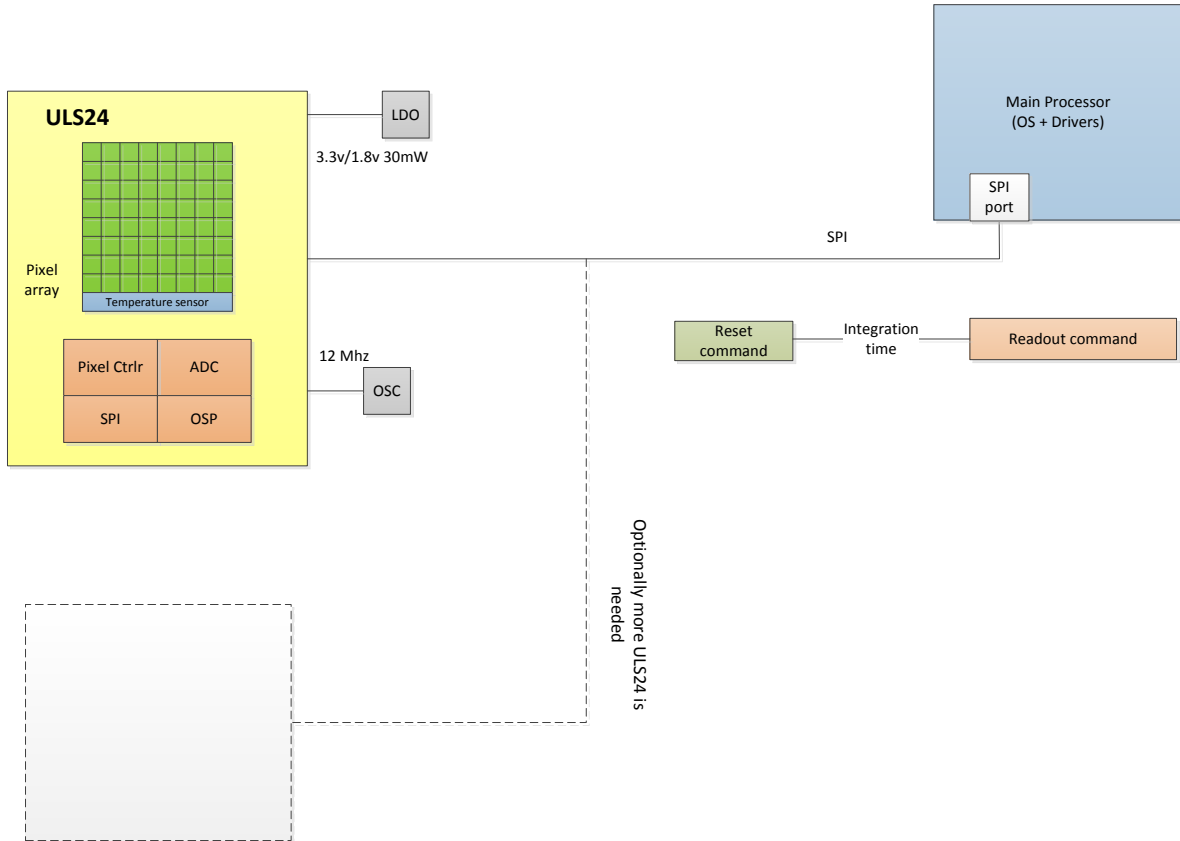 ULS24
LDO
3.3v/1.8v 30mW
Main Processor
(OS + Drivers)
SPI
port
SPI
Pixel
array
Temperature sensor
Pixel Ctrlr
ADC
SPI
OSP
12 Mhz
OSC
Reset
command
Integration
time
Readout command
Optionally more ULS24 is
needed